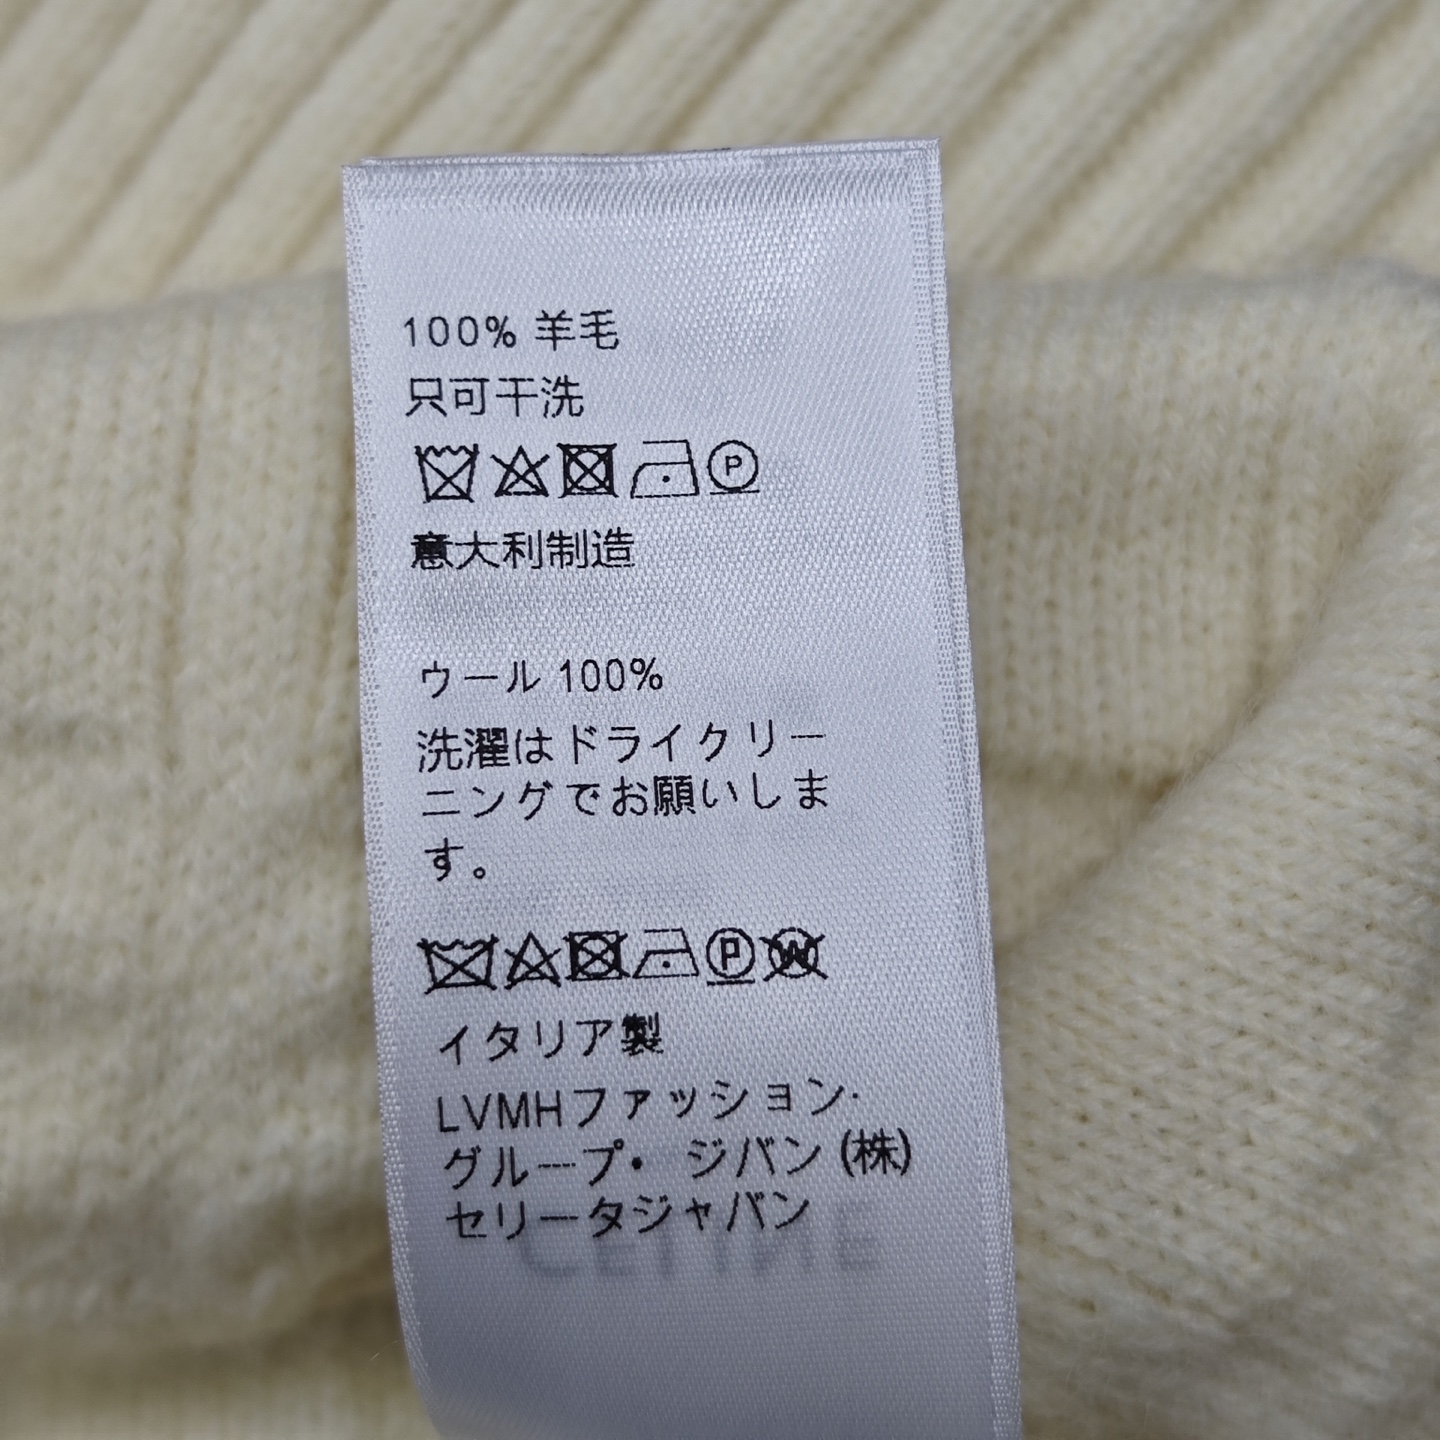 100% 羊毛
只可干洗
P
意大利制造
ウール 100%
洗濯はドライクリー
ニングでお願いしま
す。
P W
イタリア製
LVMHファッション・
グループ・ ジバン (株)
セリータジャバン
CELINE